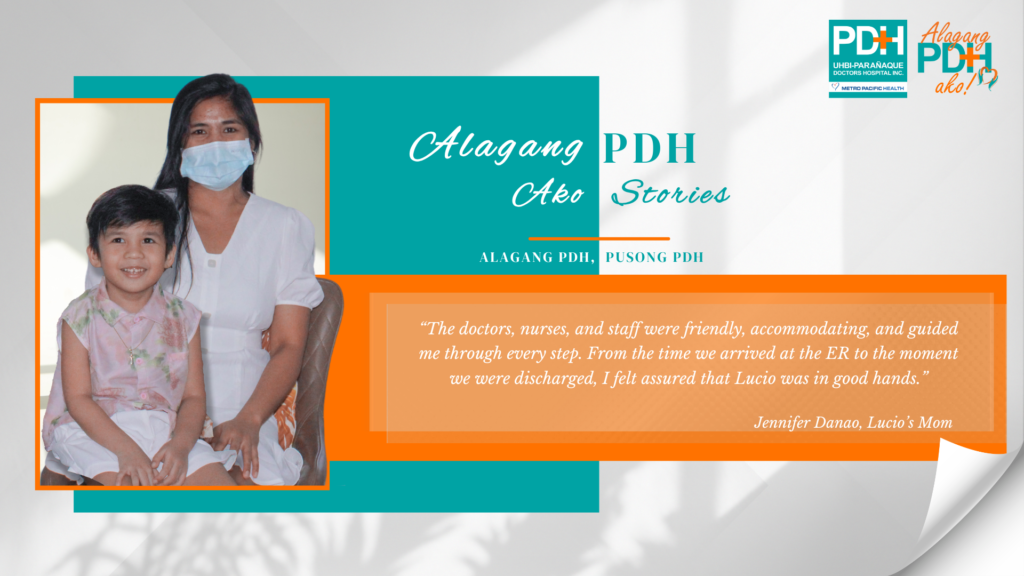 PDH
UHBI-PARAÑAQUE
DOCTORS HOSPITAL INC.
METRO PACIFIC HEALTH
Alagang
PDH
ako!
Alagang PDH
Ako Stories
ALAGANG PDH, PUSONG PDH
“The doctors, nurses, and staff were friendly, accommodating, and guided
me through every step. From the time we arrived at the ER to the moment
we were discharged, I felt assured that Lucio was in good hands.”
Jennifer Danao, Lucio’s Mom